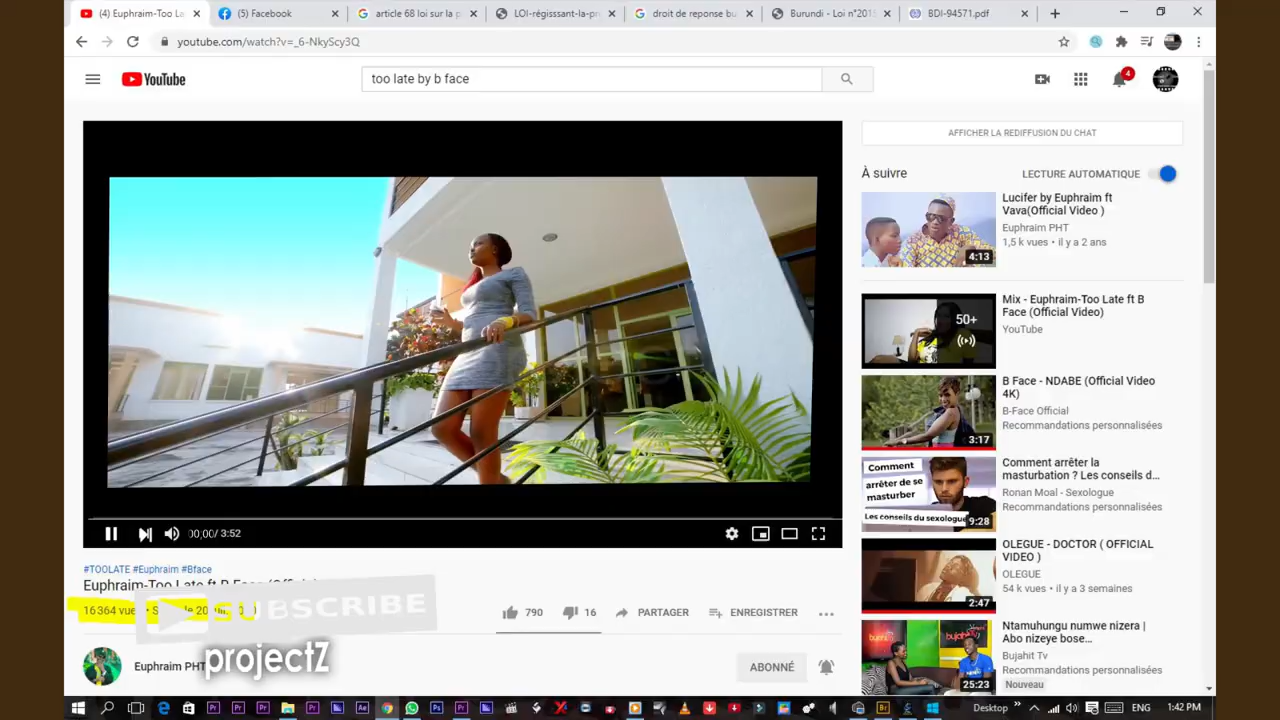 (4) Euphraim-Too La
(5) Facebook
article 68 loi sur la p
LOI-régissant-la-pr
droit de reponse bu
Burundi - Loi n°2015
BDI-94571.pdf
youtube.com/watch?v=_6-NkyScy3Q
YouTube
too late by b face
4
AFFICHER LA REDIFFUSION DU CHAT
À suivre
LECTURE AUTOMATIQUE
Lucifer by Euphraim ft
Vava(Official Video )
Euphraim PHT
1,5 k vues • il y a 2 ans
4:13
Mix - Euphraim-Too Late ft B
Face (Official Video)
YouTube
50+
B Face - NDABE (Official Video
4K)
B-Face Official
Recommandations personnalisées
3:17
Comment arrêter la
masturbation ? Les conseils d...
Ronan Moal - Sexologue
Recommandations personnalisées
Comment
arrêter de se
masturber
Les conseils du sexologue
9:28
OLEGUE - DOCTOR ( OFFICIAL
VIDEO )
OLEGUE
54 k vues • il y a 3 semaines
2:47
Ntamuhungu numwe nizera |
Abo nizeye bose...
Bujahit Tv
Recommandations personnalisées
Nouveau
25:23
00:00 / 3:52
#TOOLATE #Euphraim #Bface
Euphraim-Too Late ft B Face (Offici
16 364 vues
790
16
PARTAGER
ENREGISTRER
SUBSCRIBE
projectZ
Euphraim PHT
ABONNÉ
Desktop
1:42 PM